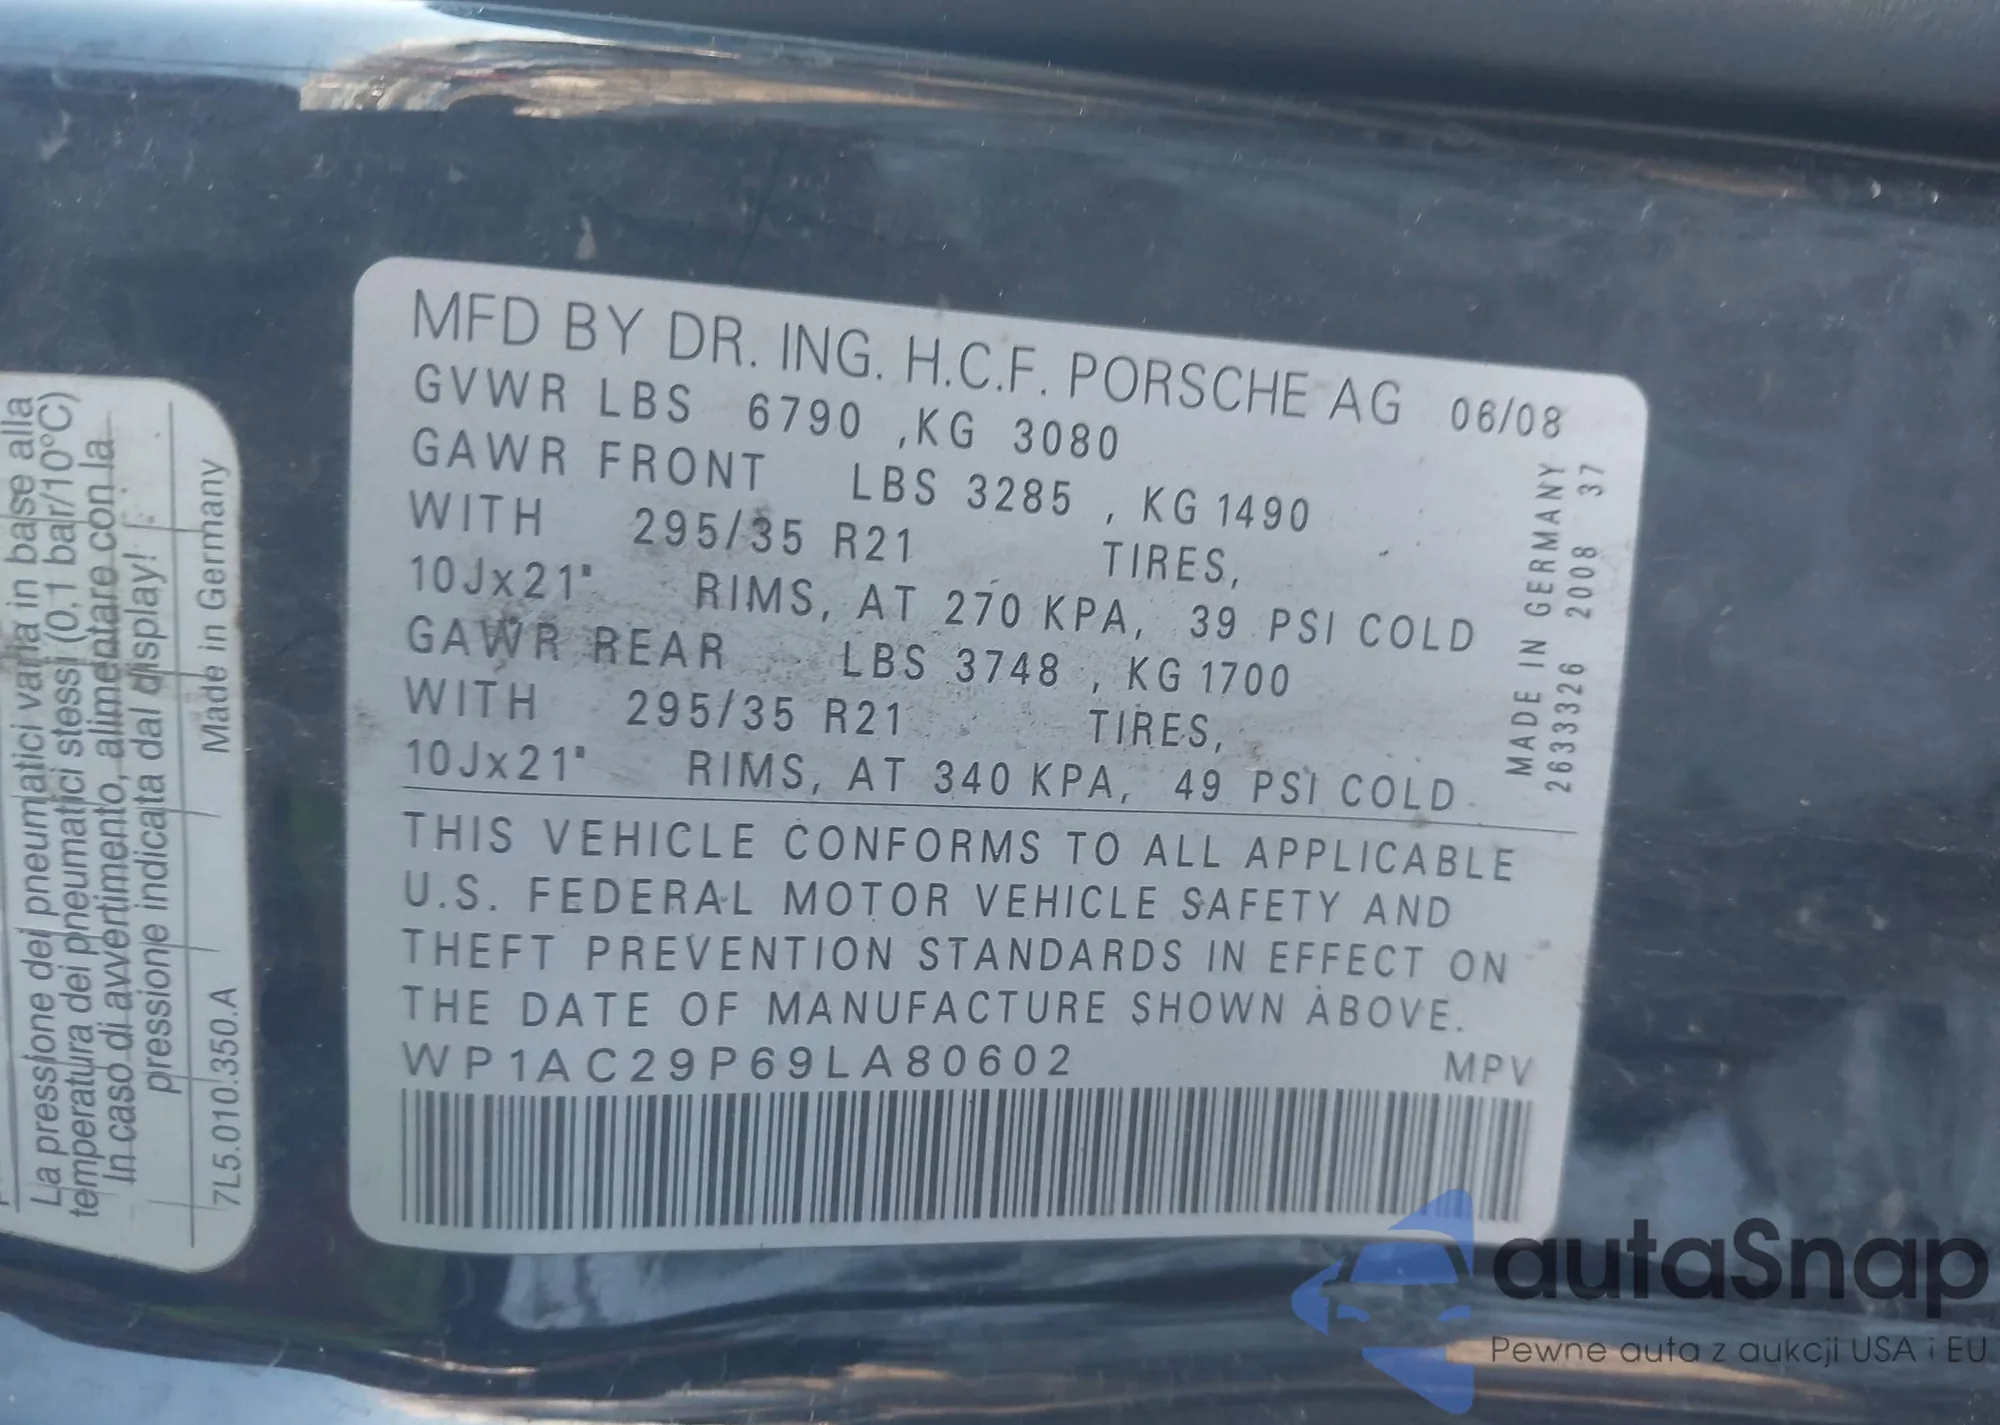 MFD BY DR. ING. H.C.F. PORSCHE AG 06/08
GVWR LBS 6790 ,KG 3080
GAWR FRONT LBS 3285 , KG 1490
WITH 295/35 R21 TIRES,
10Jx21" RIMS, AT 270 KPA, 39 PSI COLD
GAWR REAR LBS 3748 , KG 1700
WITH 295/35 R21 TIRES,
10Jx21" RIMS, AT 340 KPA, 49 PSI COLD
THIS VEHICLE CONFORMS TO ALL APPLICABLE
U.S. FEDERAL MOTOR VEHICLE SAFETY AND
THEFT PREVENTION STANDARDS IN EFFECT ON
THE DATE OF MANUFACTURE SHOWN ABOVE.
WP1AC29P69LA80602 MPV
MADE IN GERMANY
2633326 2008 37
La pressione dei pneumatici varia in base alla
temperatura dei pneumatici stessi (0.1 bar/10°C)
In caso di avvertimento, alimentare con la
pressione indicata dal display!
7L5.010.350.A Made in Germany
autaSnap
Pewne auta z aukcji USA i EU